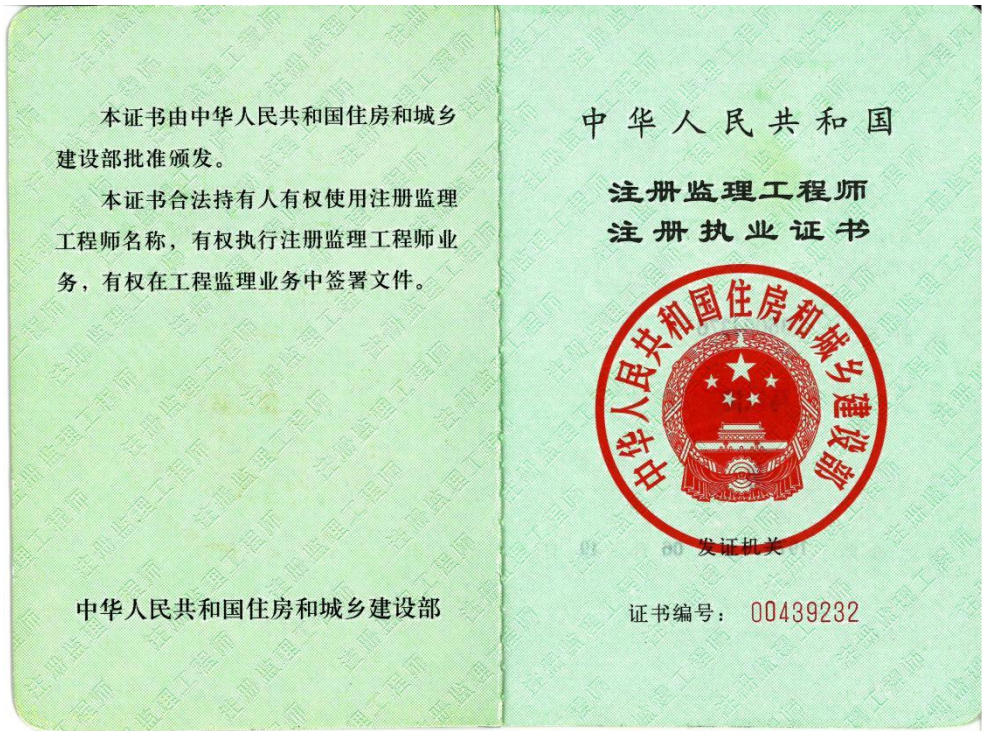 本证书由中华人民共和国住房和城乡
建设部批准颁发。
本证书合法持有人有权使用注册监理
工程师名称，有权执行注册监理工程师业
务，有权在工程监理业务中签署文件。
中华人民共和国住房和城乡建设部
中华人民共和国
注册监理工程师
注册执业证书
中华人民共和国住房和城乡建设部
发证机关
证书编号： 00439232